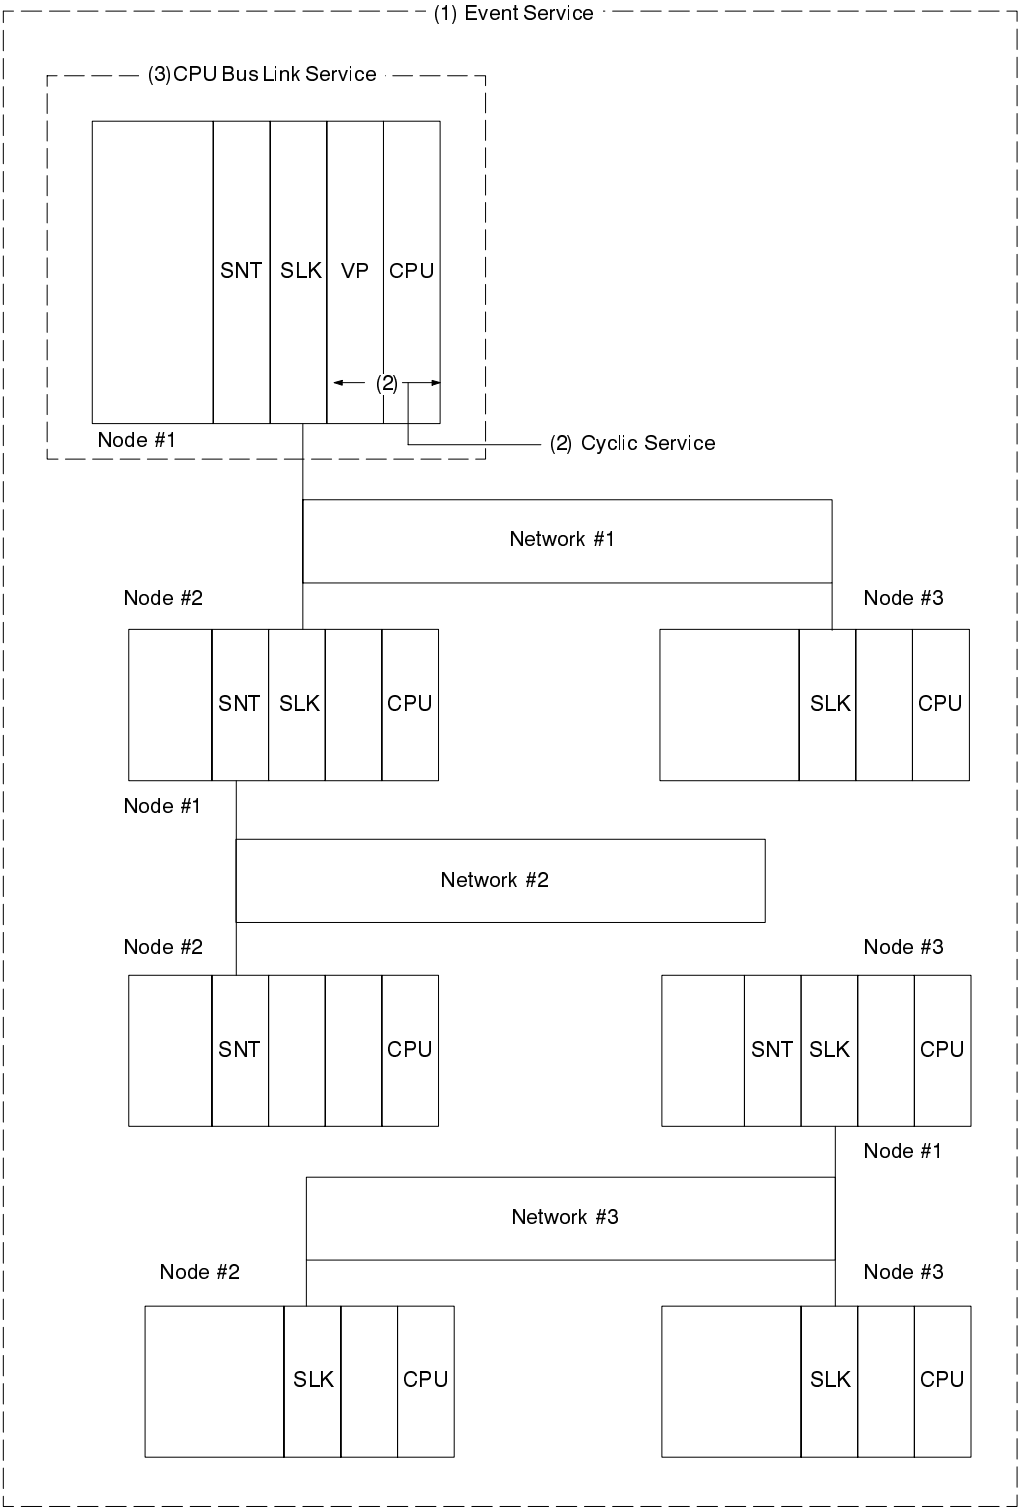 (1) Event Service
(3)CPU Bus Link Service
SNT SLK VP CPU
(2)
Node #1
(2) Cyclic Service
Network #1
Node #2 Node #3
SNT SLK CPU SLK CPU
Node #1
Network #2
Node #2 Node #3
SNT CPU SNT SLK CPU
Node #1
Network #3
Node #2 Node #3
SLK CPU SLK CPU